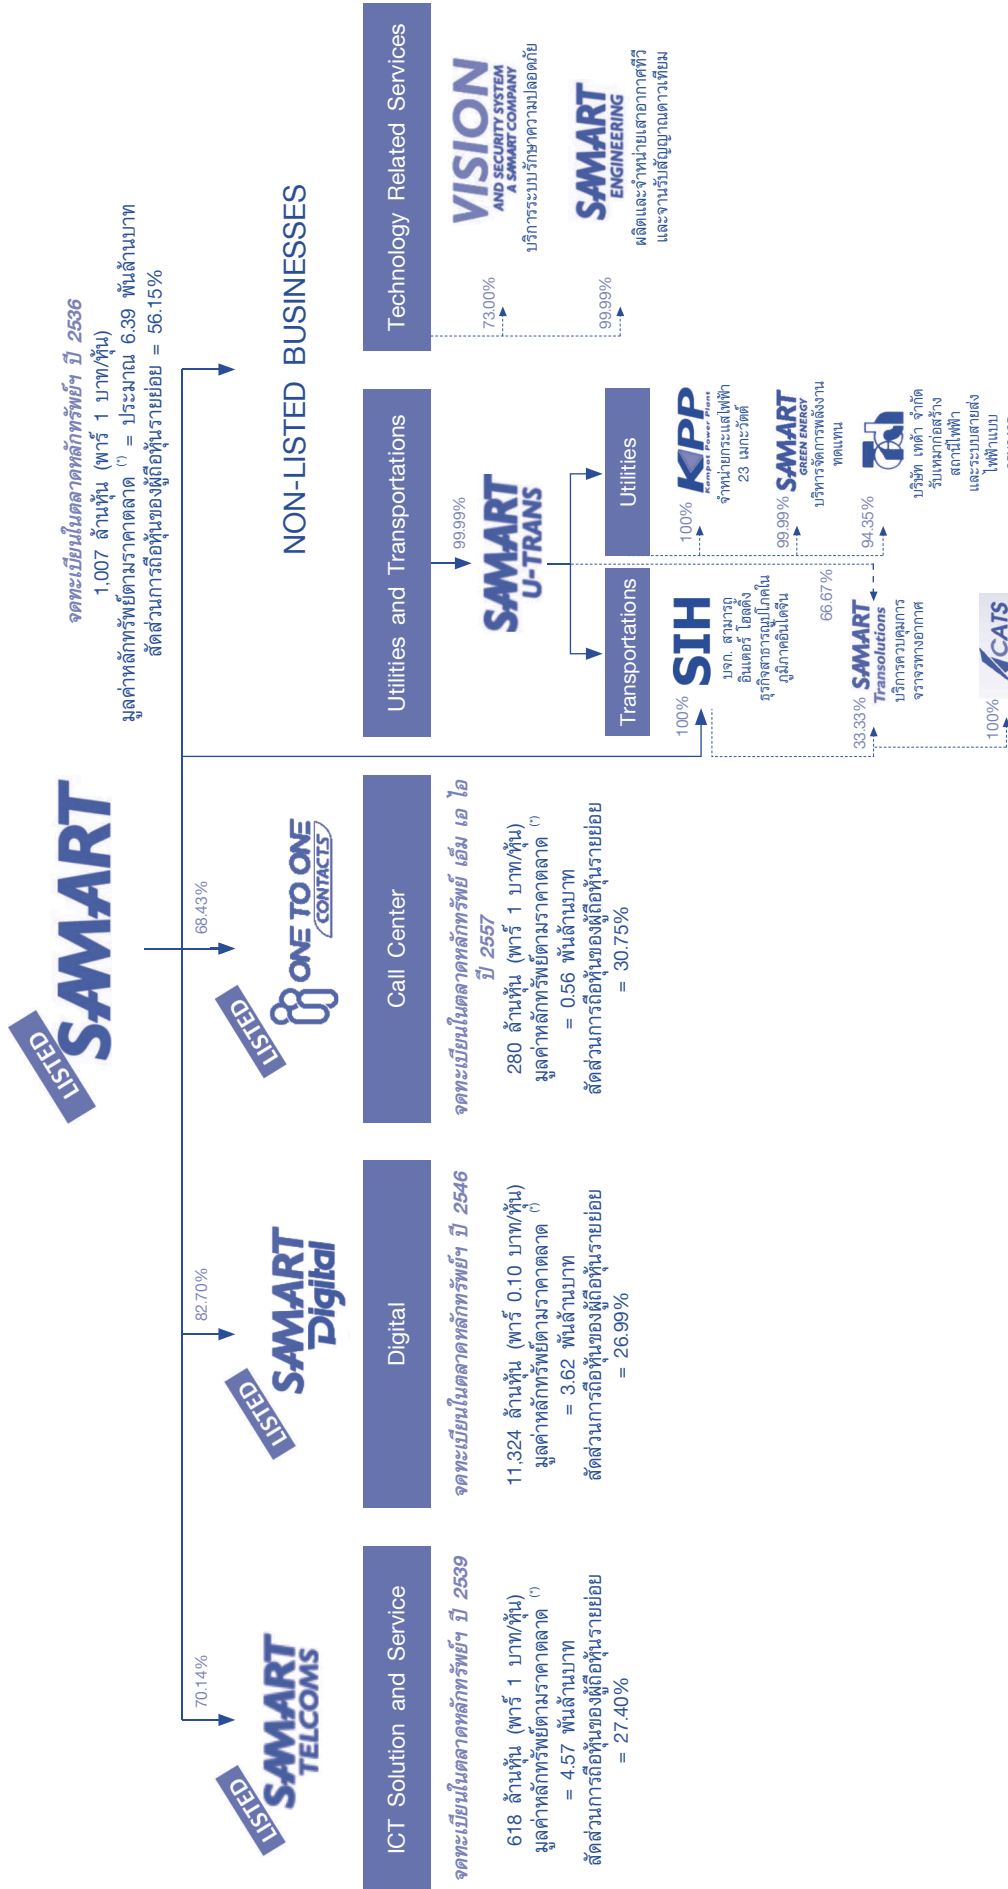 LISTED
SAMART
จดทะเบียนในตลาดหลักทรัพย์ฯ ปี 2536
1,007 ล้านหุ้น (พาร์ 1 บาท/หุ้น)
มูลค่าหลักทรัพย์ตามราคาตลาด (*) = ประมาณ 6.39 พันล้านบาท
สัดส่วนการถือหุ้นของผู้ถือหุ้นรายย่อย = 56.15%
70.14%
LISTED
SAMART
TELCOMS
ICT Solution and Service
จดทะเบียนในตลาดหลักทรัพย์ฯ ปี 2539
618 ล้านหุ้น (พาร์ 1 บาท/หุ้น)
มูลค่าหลักทรัพย์ตามราคาตลาด (*)
= 4.57 พันล้านบาท
สัดส่วนการถือหุ้นของผู้ถือหุ้นรายย่อย
= 27.40%
82.70%
LISTED
SAMART
Digital
Digital
จดทะเบียนในตลาดหลักทรัพย์ฯ ปี 2546
11,324 ล้านหุ้น (พาร์ 0.10 บาท/หุ้น)
มูลค่าหลักทรัพย์ตามราคาตลาด (*)
= 3.62 พันล้านบาท
สัดส่วนการถือหุ้นของผู้ถือหุ้นรายย่อย
= 26.99%
68.43%
LISTED
ONE TO ONE
CONTACTS
Call Center
จดทะเบียนในตลาดหลักทรัพย์ เอ็ม เอ ไอ
ปี 2557
280 ล้านหุ้น (พาร์ 1 บาท/หุ้น)
มูลค่าหลักทรัพย์ตามราคาตลาด (*)
= 0.56 พันล้านบาท
สัดส่วนการถือหุ้นของผู้ถือหุ้นรายย่อย
= 30.75%
NON-LISTED BUSINESSES
Utilities and Transportations
99.99%
SAMART
U-TRANS
Transportations
100%
SIH
บจก. สามารถ
อินเตอร์ โฮลดิ้ง
ธุรกิจสาธารณูปโภคใน
ภูมิภาคอินโดจีน
66.67%
33.33%
SAMART
Transolutions
บริการควบคุมการ
จราจรทางอากาศ
100%
CATS
Utilities
100%
KPP
Kampot Power Plant
จำหน่ายกระแสไฟฟ้า
23 เมกะวัตต์
99.99%
SAMART
GREEN ENERGY
บริหารจัดการพลังงาน
ทดแทน
94.35%
บริษัท เทด้า จำกัด
รับเหมาก่อสร้าง
สถานีไฟฟ้า
และระบบสายส่ง
ไฟฟ้าแบบ
Technology Related Services
73.00%
VISION
AND SECURITY SYSTEM
A SAMART COMPANY
บริการระบบรักษาความปลอดภัย
99.99%
SAMART
ENGINEERING
ผลิตและจำหน่ายเสาอากาศทีวี
และจานรับสัญญาณดาวเทียม